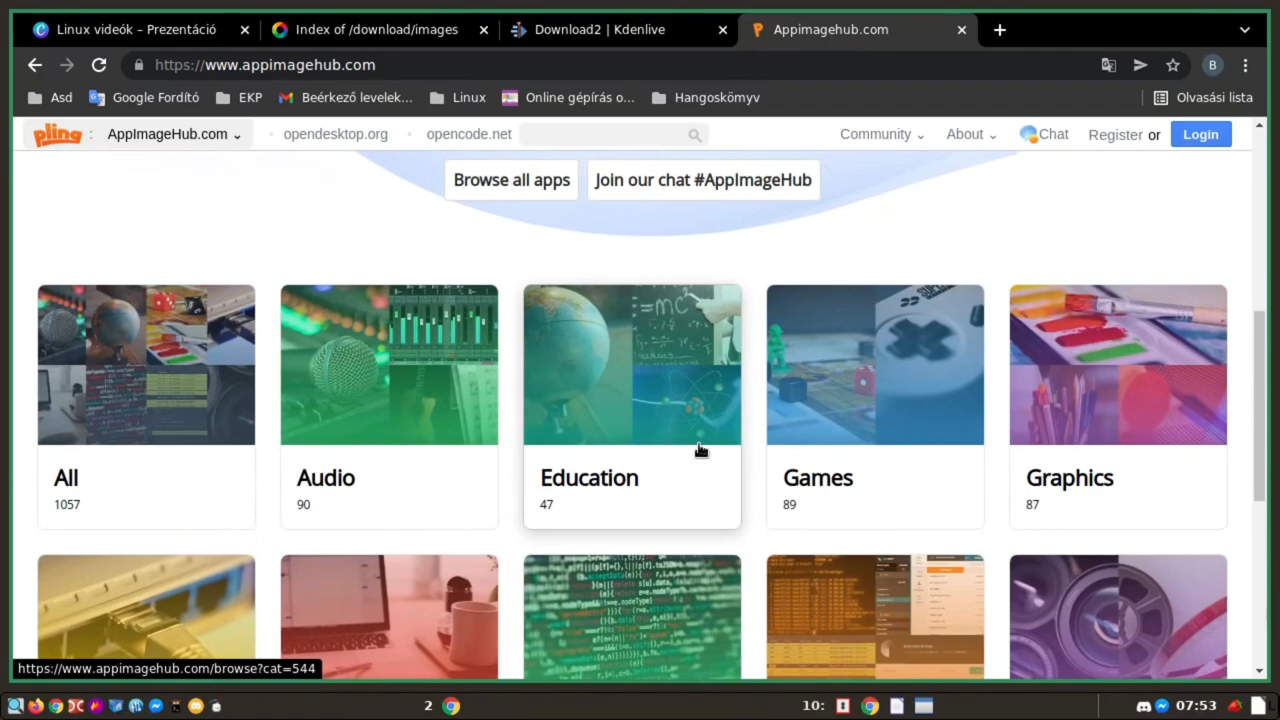 Linux videók – Prezentáció
Index of /download/images
Download2 | Kdenlive
Appimagehub.com
https://www.appimagehub.com
B
Asd
Google Fordító
EKP
Beérkező levelek...
Linux
Online gépírás o...
Hangoskönyv
Olvasási lista
pling : AppImageHub.com
opendesktop.org
opencode.net
Community
About
Chat
Register or
Login
Browse all apps
Join our chat #AppImageHub
All
1057
Audio
90
Education
47
Games
89
Graphics
87
https://www.appimagehub.com/browse?cat=544
2
10:
07:53